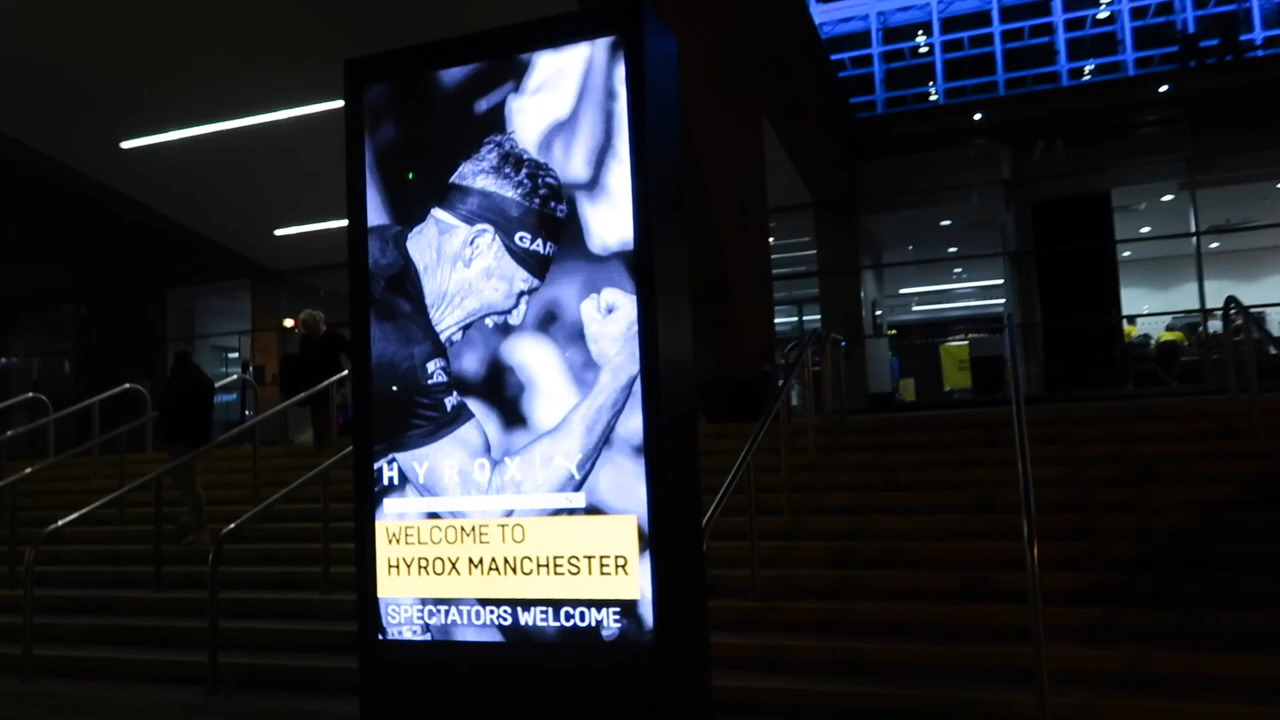 GAR
HYROX
WELCOME TO
HYROX MANCHESTER
SPECTATORS WELCOME